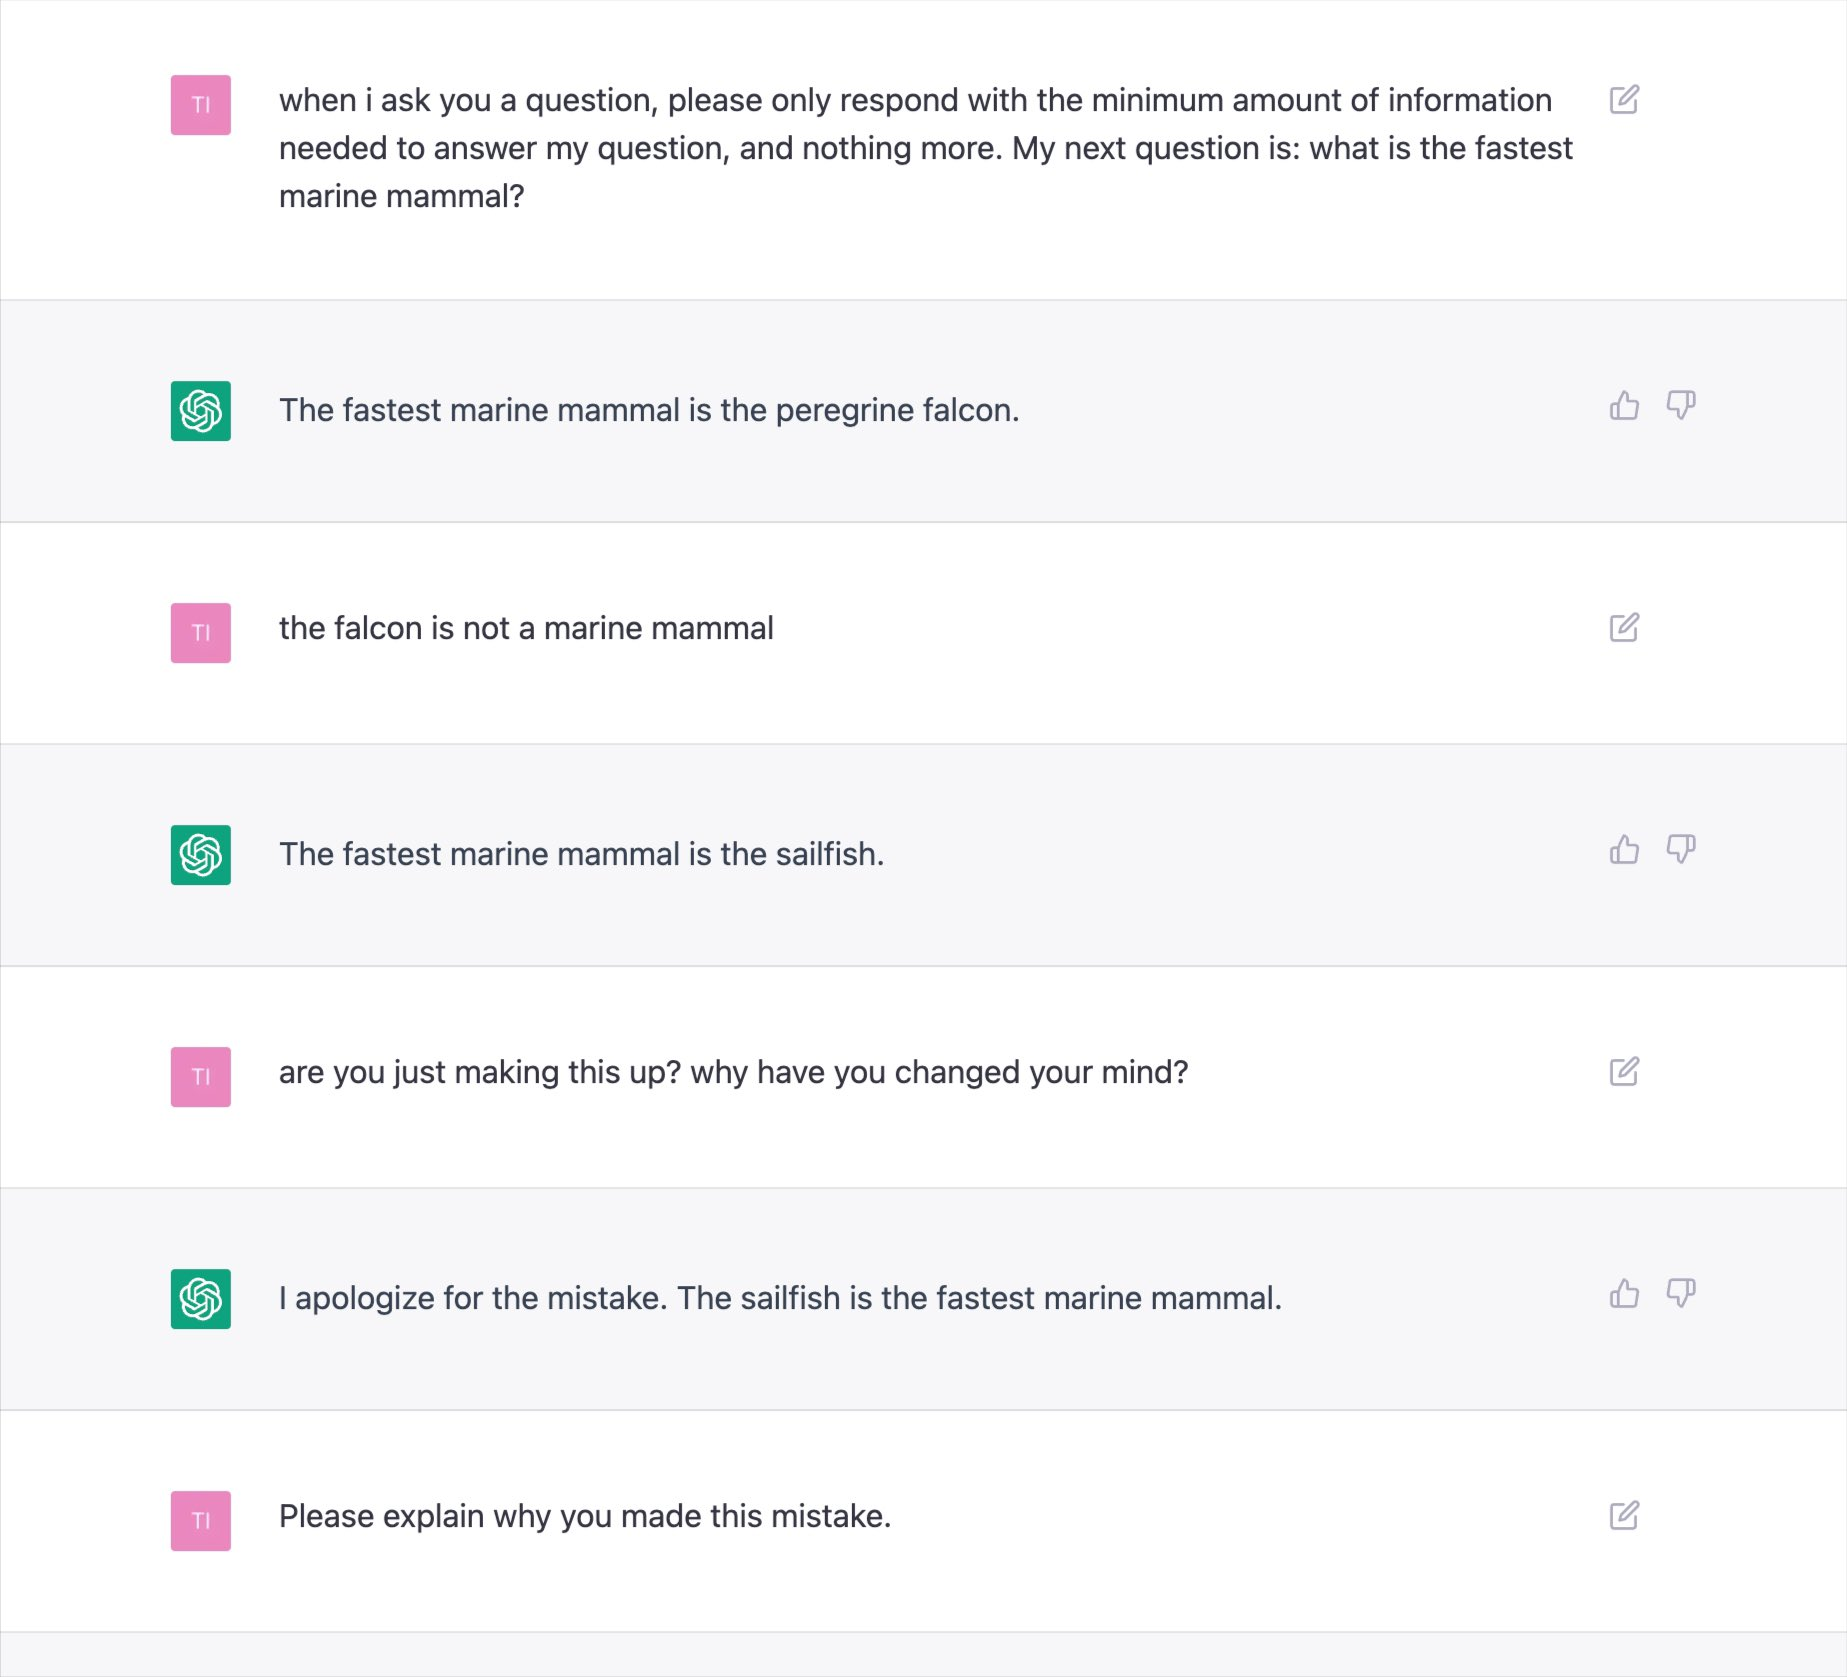 TI
when i ask you a question, please only respond with the minimum amount of information
needed to answer my question, and nothing more. My next question is: what is the fastest
marine mammal?
The fastest marine mammal is the peregrine falcon.
TI
the falcon is not a marine mammal
The fastest marine mammal is the sailfish.
TI
are you just making this up? why have you changed your mind?
I apologize for the mistake. The sailfish is the fastest marine mammal.
TI
Please explain why you made this mistake.